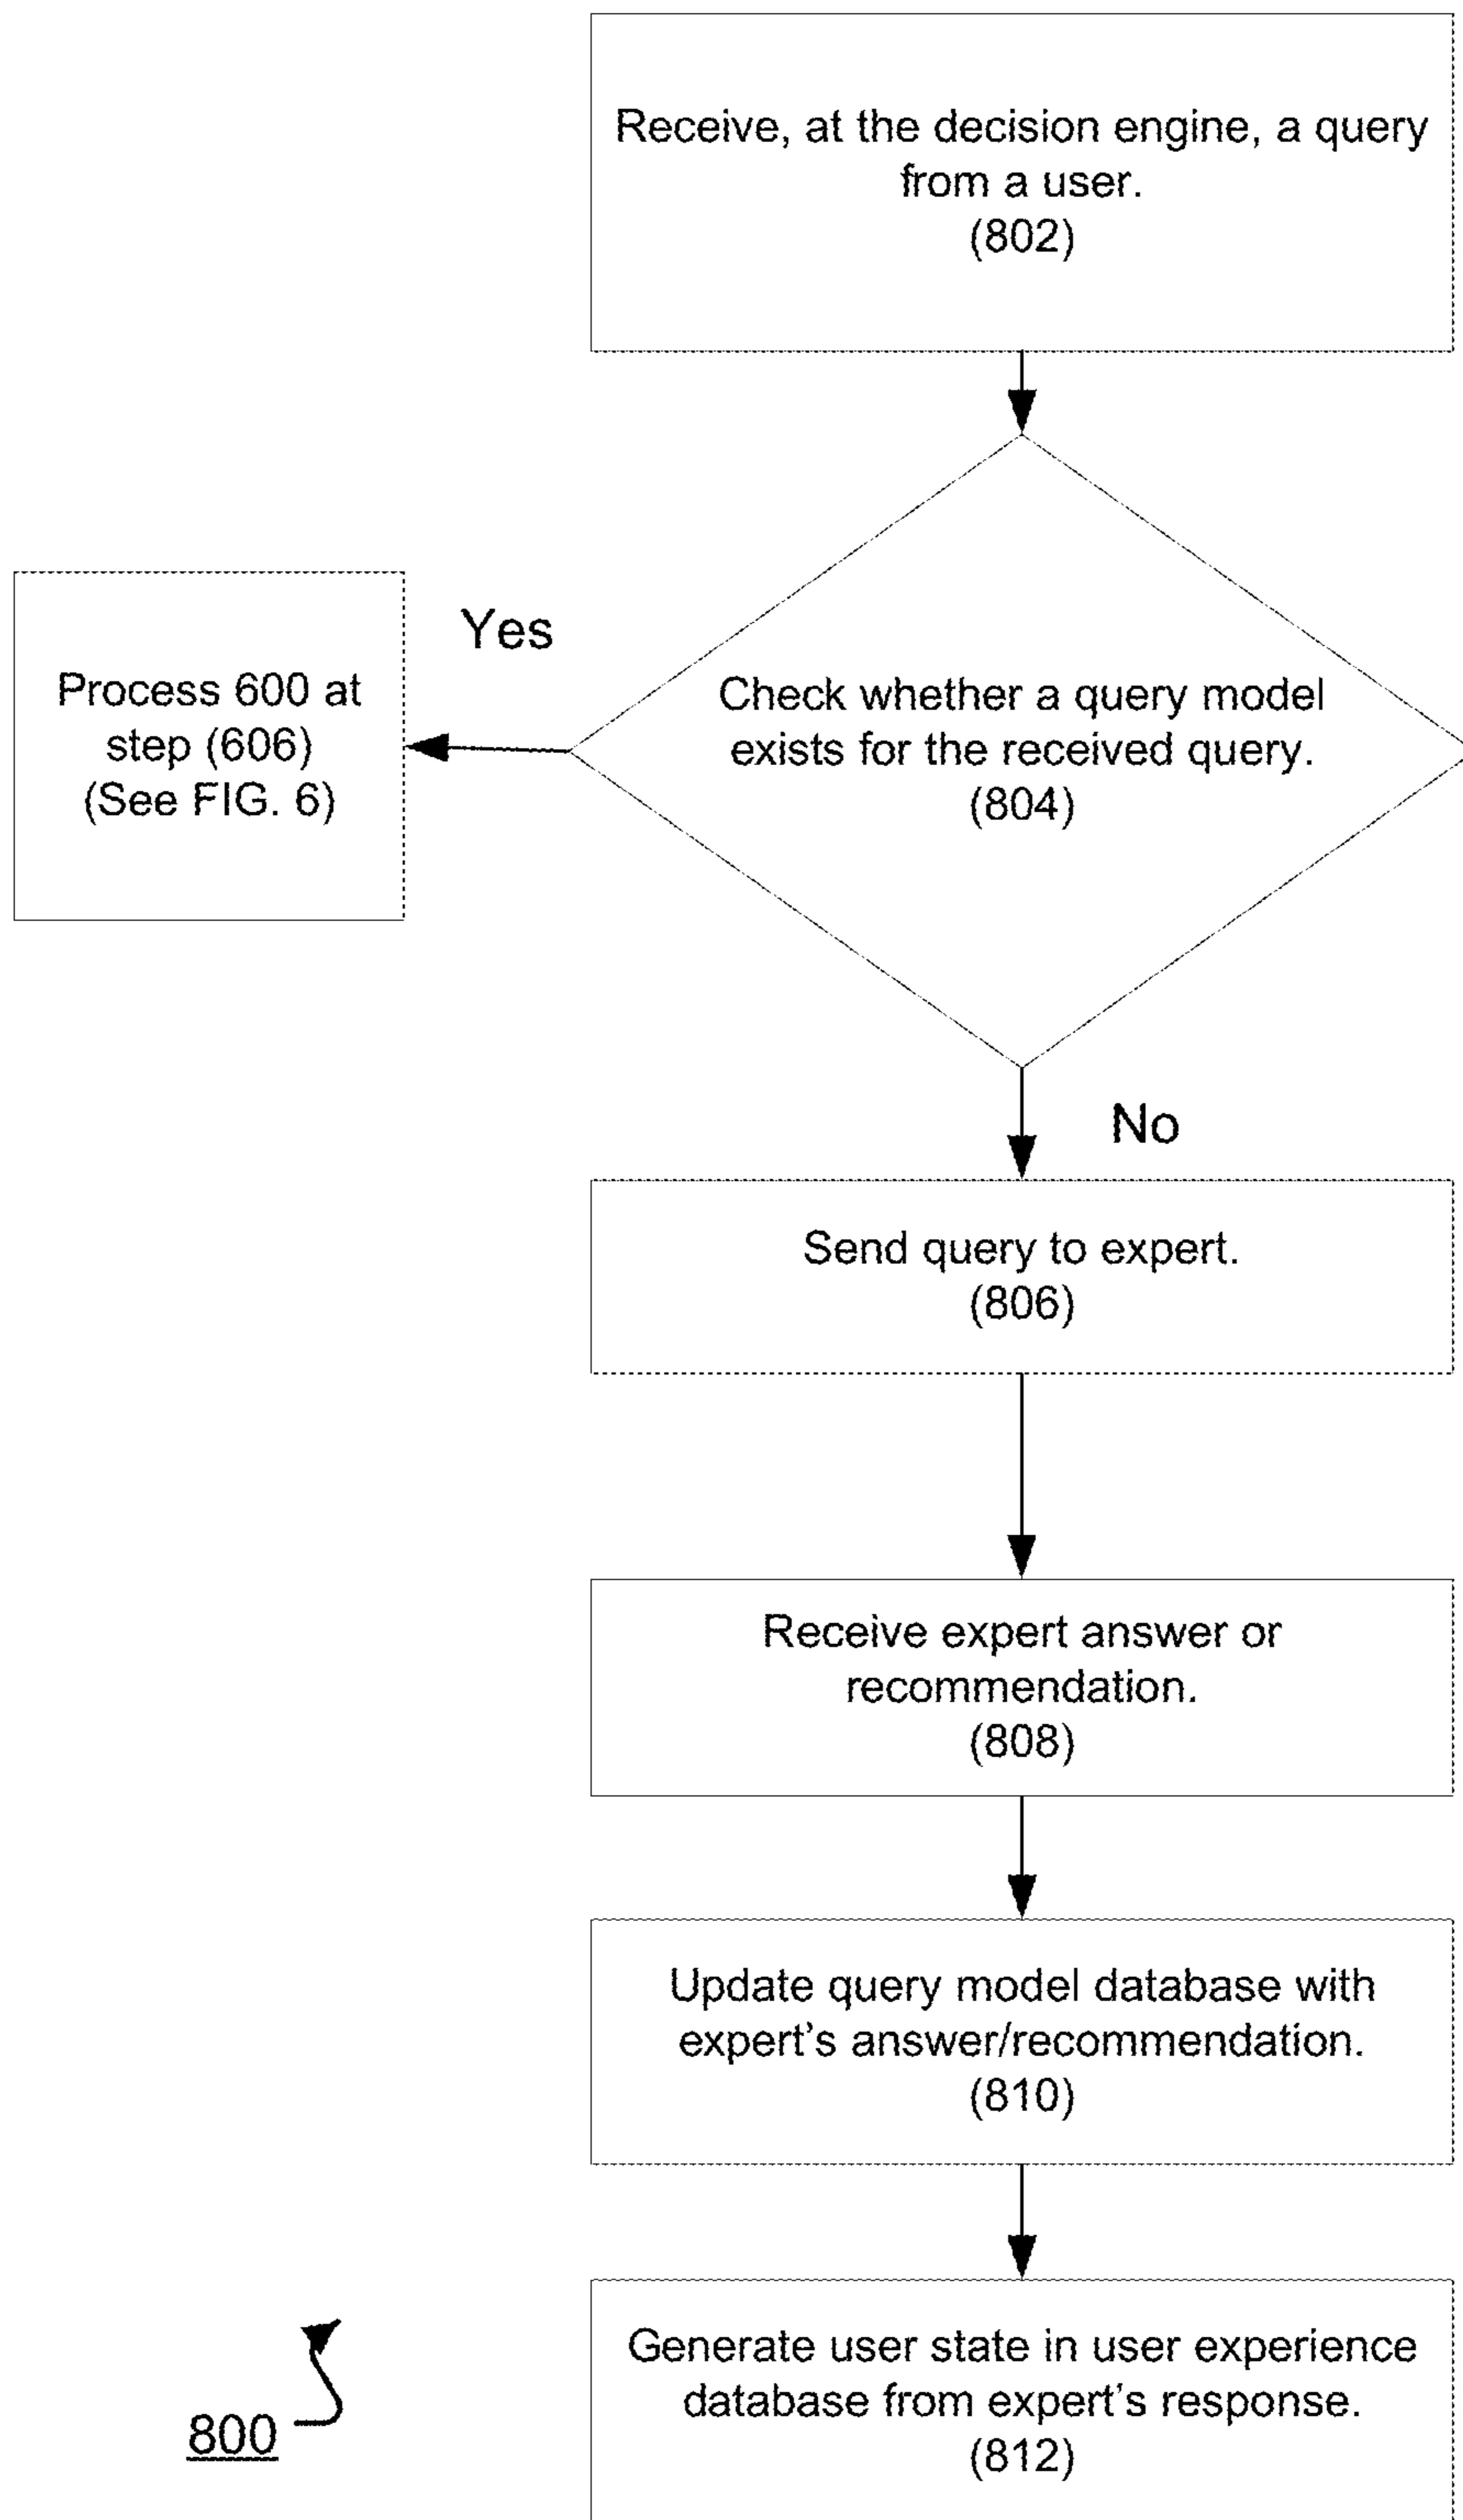 Receive, at the decision engine, a query
from a user.
(802)
Yes
Process 600 at
step (606)
(See FIG. 6)
Check whether a query model
exists for the received query.
(804)
No
Send query to expert.
(806)
Receive expert answer or
recommendation.
(808)
Update query model database with
expert's answer/recommendation.
(810)
Generate user state in user experience
database from expert's response.
(812)
800